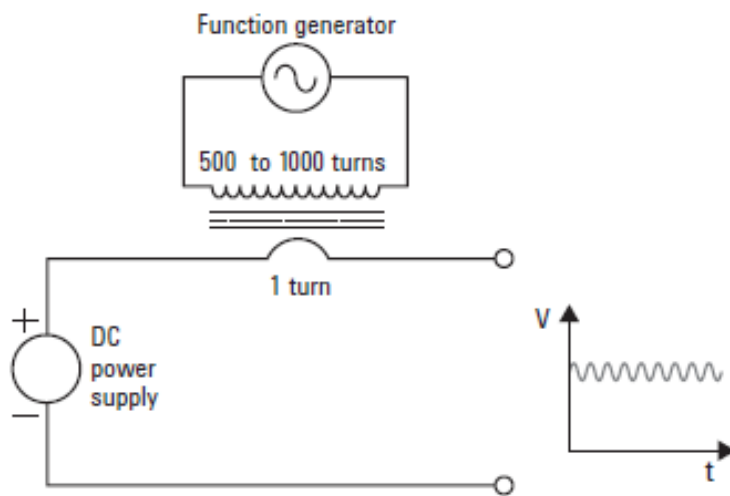 Function generator
500 to 1000 turns
1 turn
+
DC
power
supply
−
V
t